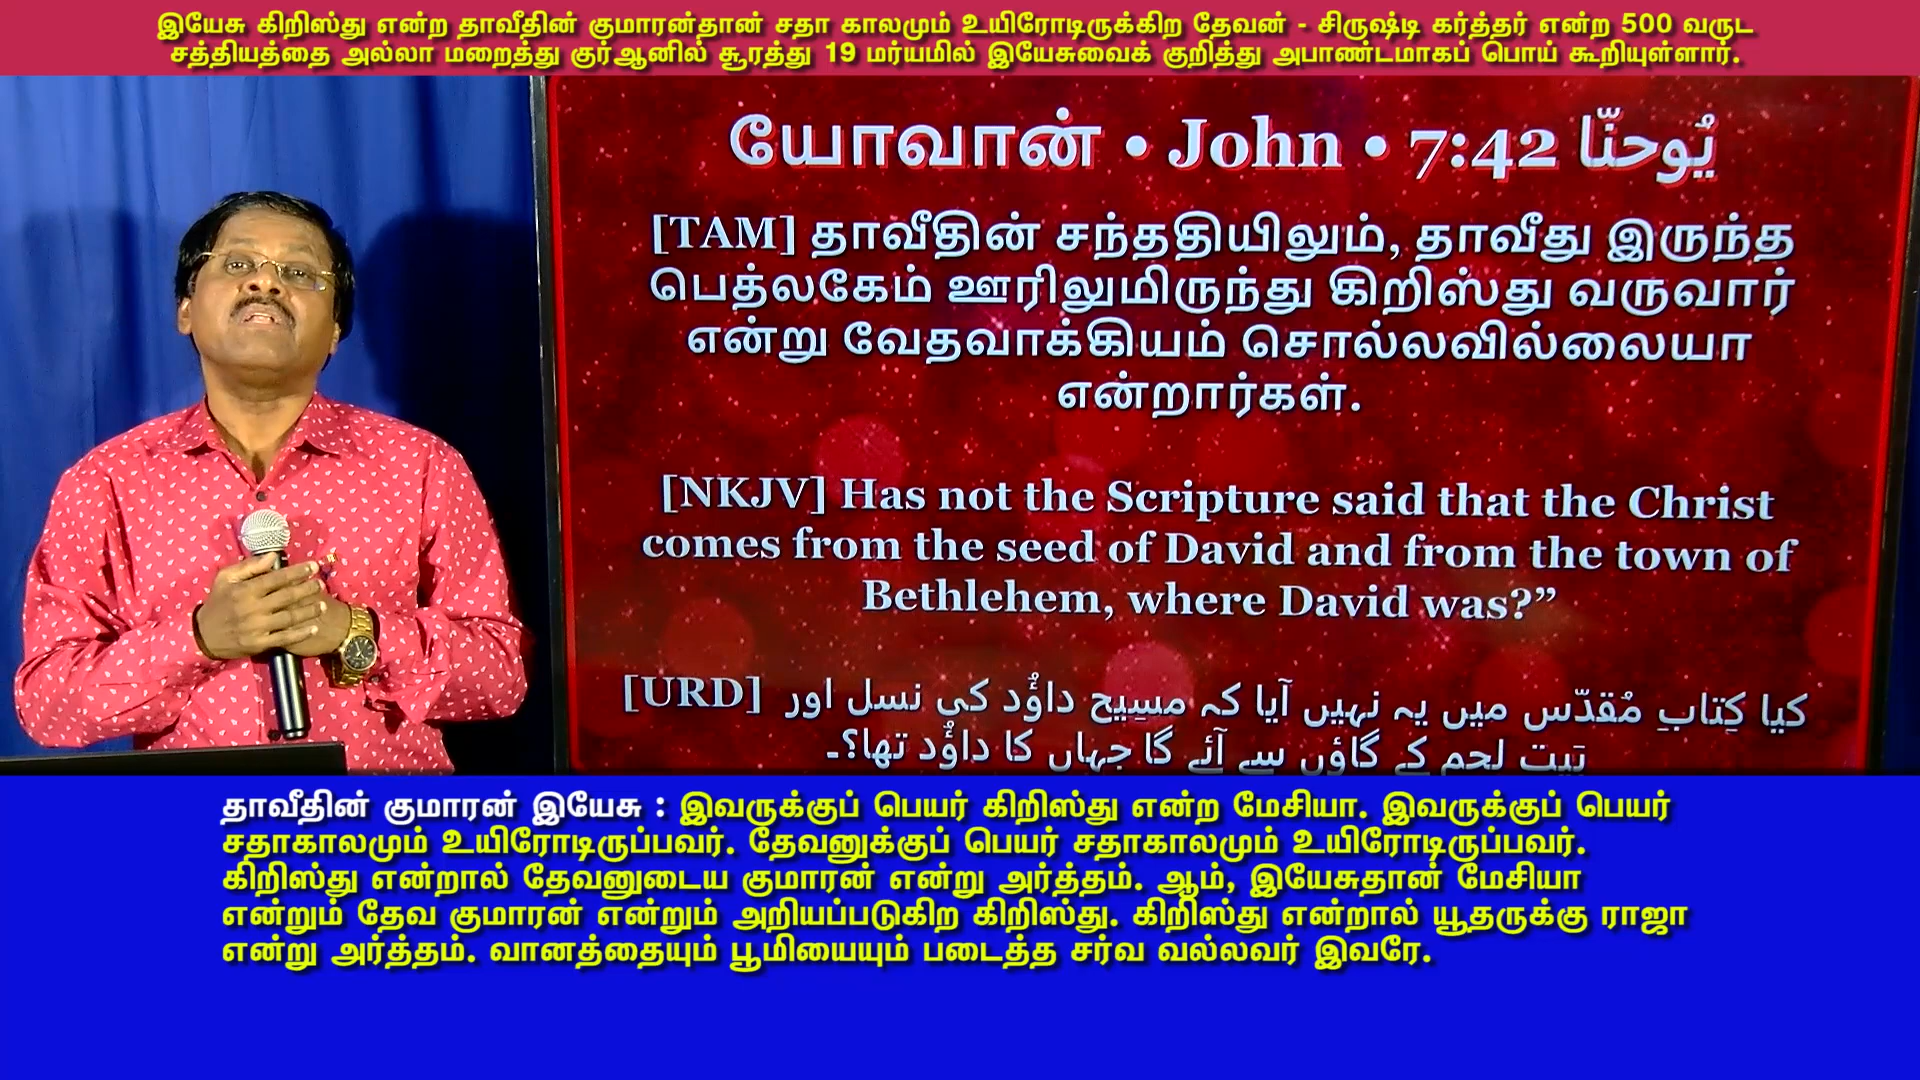 இயேசு கிறிஸ்து என்ற தாவீதின் குமாரன்தான் சதா காலமும் உயிரோடிருக்கிற தேவன் - சிருஷ்டி கர்த்தர் என்ற 500 வருட
சத்தியத்தை அல்லா மறைத்து குர்ஆனில் சூரத்து 19 மர்யமில் இயேசுவைக் குறித்து அபாண்டமாகப் பொய் கூறியுள்ளார்.
யோவான் • John • 7:42 يُوحنّا
[TAM] தாவீதின் சந்ததியிலும், தாவீது இருந்த
பெத்லகேம் ஊரிலுமிருந்து கிறிஸ்து வருவார்
என்று வேதவாக்கியம் சொல்லவில்லையா
என்றார்கள்.
[NKJV] Has not the Scripture said that the Christ
comes from the seed of David and from the town of
Bethlehem, where David was?”
[URD] کیا کِتابِ مُقدّس میں یہ نہیں آیا کہ مسِیح داوُد کی نسل اور
بَیت لحم کے گاؤں سے آئے گا جہاں کا داوُد تھا؟۔
தாவீதின் குமாரன் இயேசு : இவருக்குப் பெயர் கிறிஸ்து என்ற மேசியா. இவருக்குப் பெயர்
சதாகாலமும் உயிரோடிருப்பவர். தேவனுக்குப் பெயர் சதாகாலமும் உயிரோடிருப்பவர்.
கிறிஸ்து என்றால் தேவனுடைய குமாரன் என்று அர்த்தம். ஆம், இயேசுதான் மேசியா
என்றும் தேவ குமாரன் என்றும் அறியப்படுகிற கிறிஸ்து. கிறிஸ்து என்றால் யூதருக்கு ராஜா
என்று அர்த்தம். வானத்தையும் பூமியையும் படைத்த சர்வ வல்லவர் இவரே.